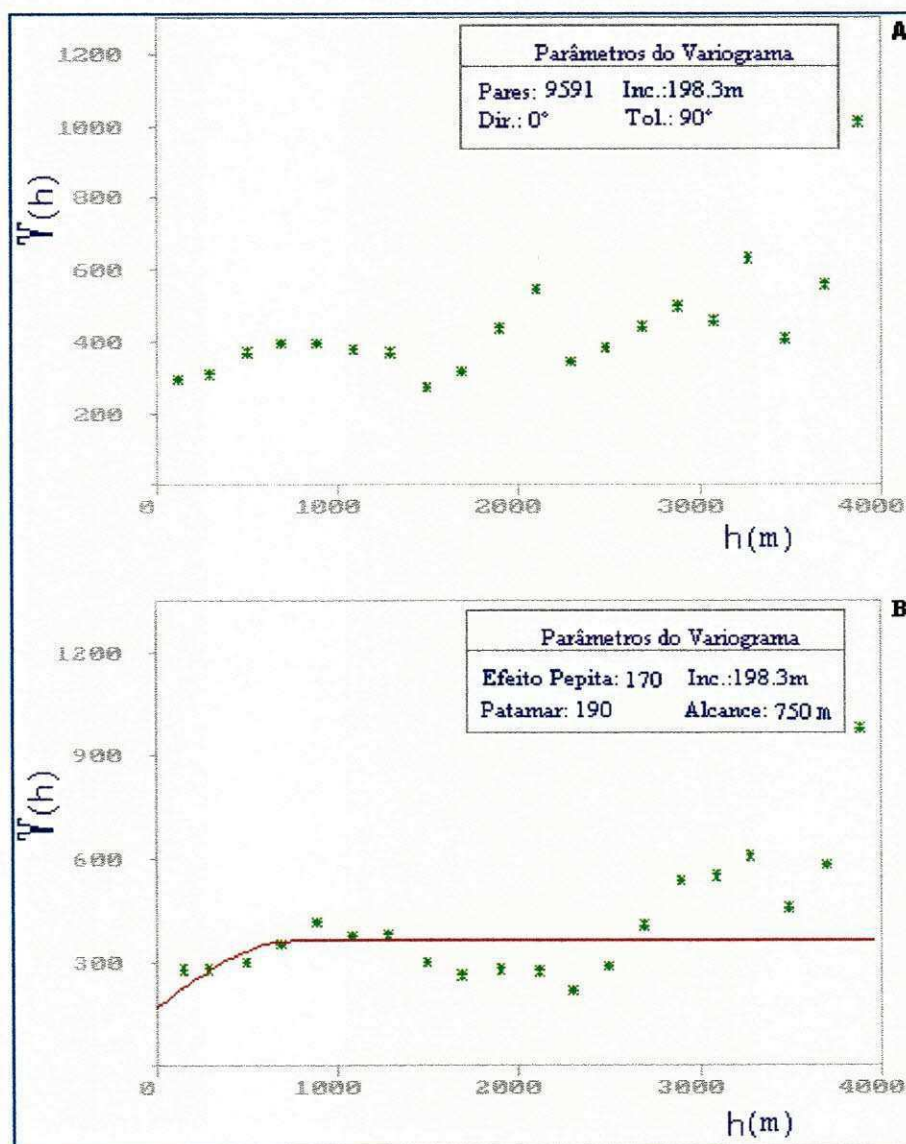 A
Parâmetros do Variograma
Pares: 9591 Inc.:198.3m
Dir.: 0° Tol.: 90°
1200
1000
800
600
400
200
γ(h)
0 1000 2000 3000 4000
h(m)
B
Parâmetros do Variograma
Efeito Pepita: 170 Inc.:198.3m
Patamar: 190 Alcance: 750 m
1200
900
600
300
γ(h)
0 1000 2000 3000 4000
h(m)